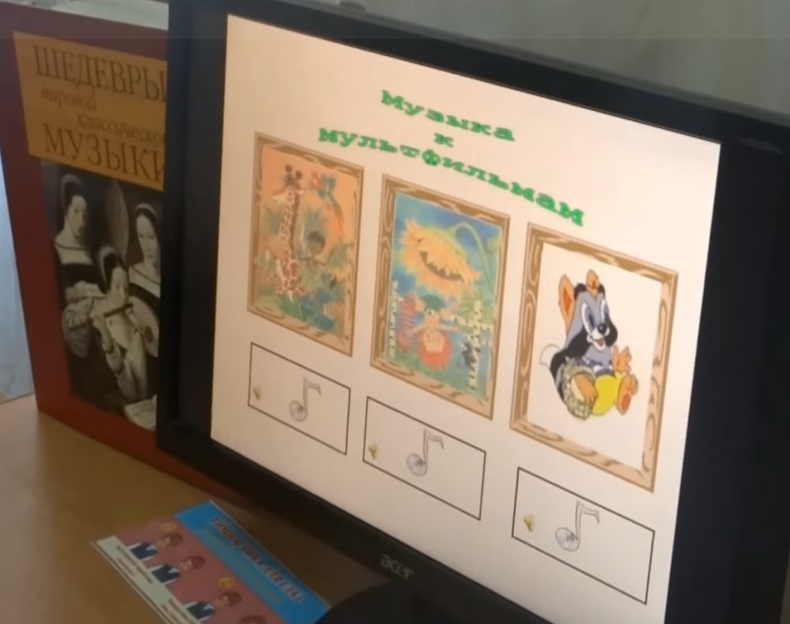 ШЕДЕВРЫ
мировой
классической
МУЗЫКИ
Музыка
к
мультфильмам
acer